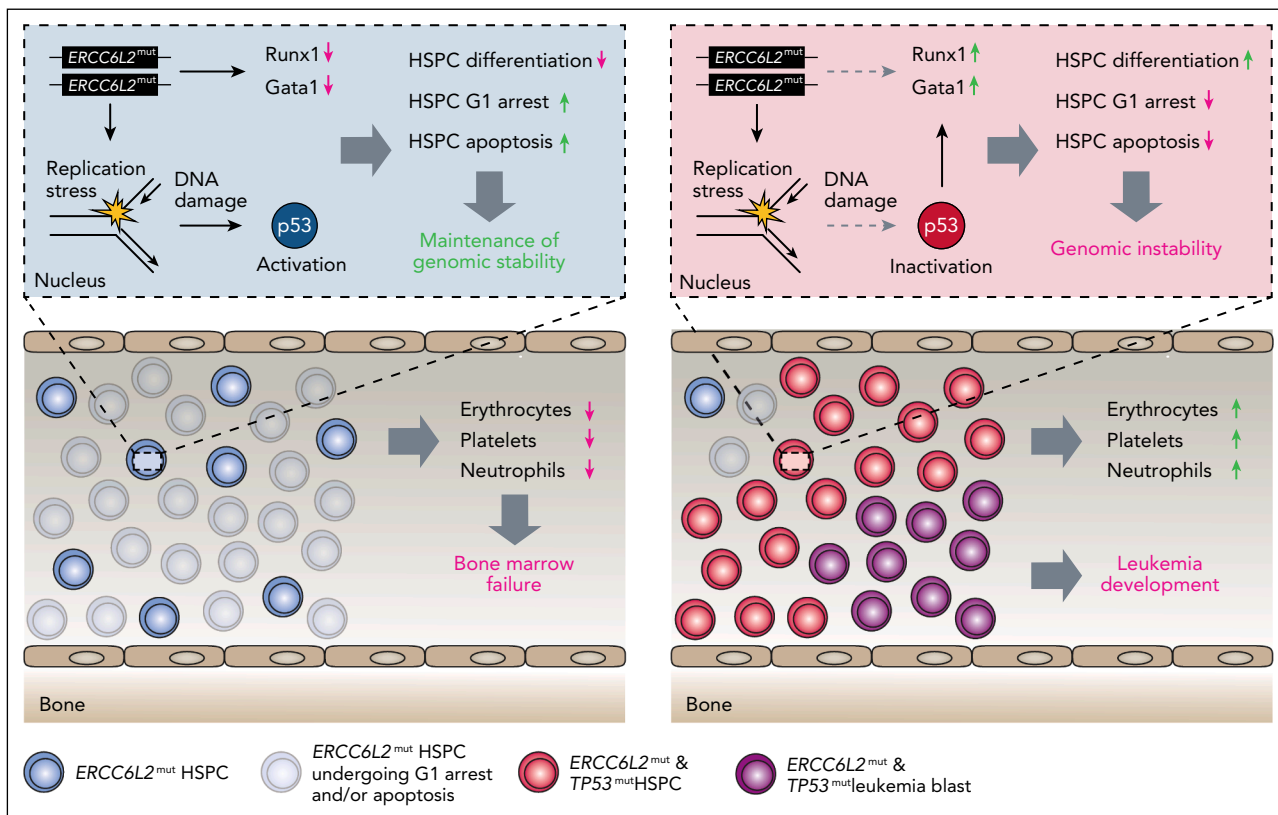 ERCC6L2mut
ERCC6L2mut
Runx1
Gata1
HSPC differentiation
HSPC G1 arrest
HSPC apoptosis
Replication
stress
DNA
damage
p53
Activation
Maintenance of
genomic stability
Nucleus
Erythrocytes
Platelets
Neutrophils
Bone marrow
failure
Bone
ERCC6L2mut
ERCC6L2mut
Runx1
Gata1
HSPC differentiation
HSPC G1 arrest
HSPC apoptosis
Replication
stress
DNA
damage
p53
Inactivation
Genomic instability
Nucleus
Erythrocytes
Platelets
Neutrophils
Leukemia
development
Bone
ERCC6L2mut HSPC
ERCC6L2mut HSPC
undergoing G1 arrest
and/or apoptosis
ERCC6L2mut &
TP53mutHSPC
ERCC6L2mut &
TP53mutleukemia blast